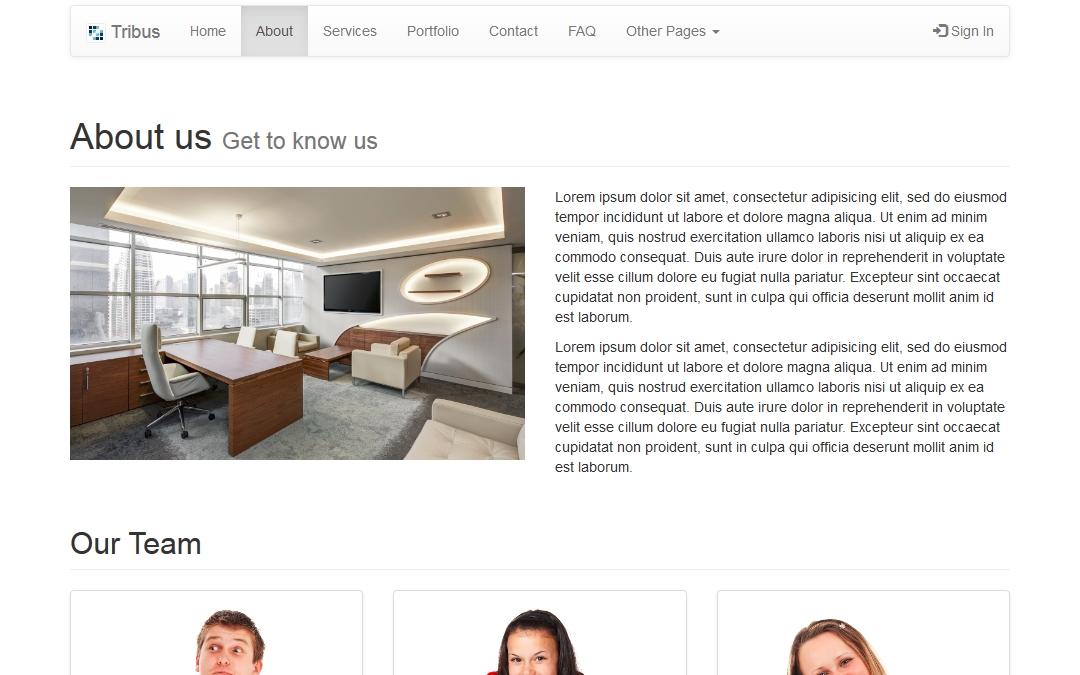 Tribus Home About Services Portfolio Contact FAQ Other Pages Sign In
About us Get to know us
Lorem ipsum dolor sit amet, consectetur adipisicing elit, sed do eiusmod
tempor incididunt ut labore et dolore magna aliqua. Ut enim ad minim
veniam, quis nostrud exercitation ullamco laboris nisi ut aliquip ex ea
commodo consequat. Duis aute irure dolor in reprehenderit in voluptate
velit esse cillum dolore eu fugiat nulla pariatur. Excepteur sint occaecat
cupidatat non proident, sunt in culpa qui officia deserunt mollit anim id
est laborum.
Lorem ipsum dolor sit amet, consectetur adipisicing elit, sed do eiusmod
tempor incididunt ut labore et dolore magna aliqua. Ut enim ad minim
veniam, quis nostrud exercitation ullamco laboris nisi ut aliquip ex ea
commodo consequat. Duis aute irure dolor in reprehenderit in voluptate
velit esse cillum dolore eu fugiat nulla pariatur. Excepteur sint occaecat
cupidatat non proident, sunt in culpa qui officia deserunt mollit anim id
est laborum.
Our Team